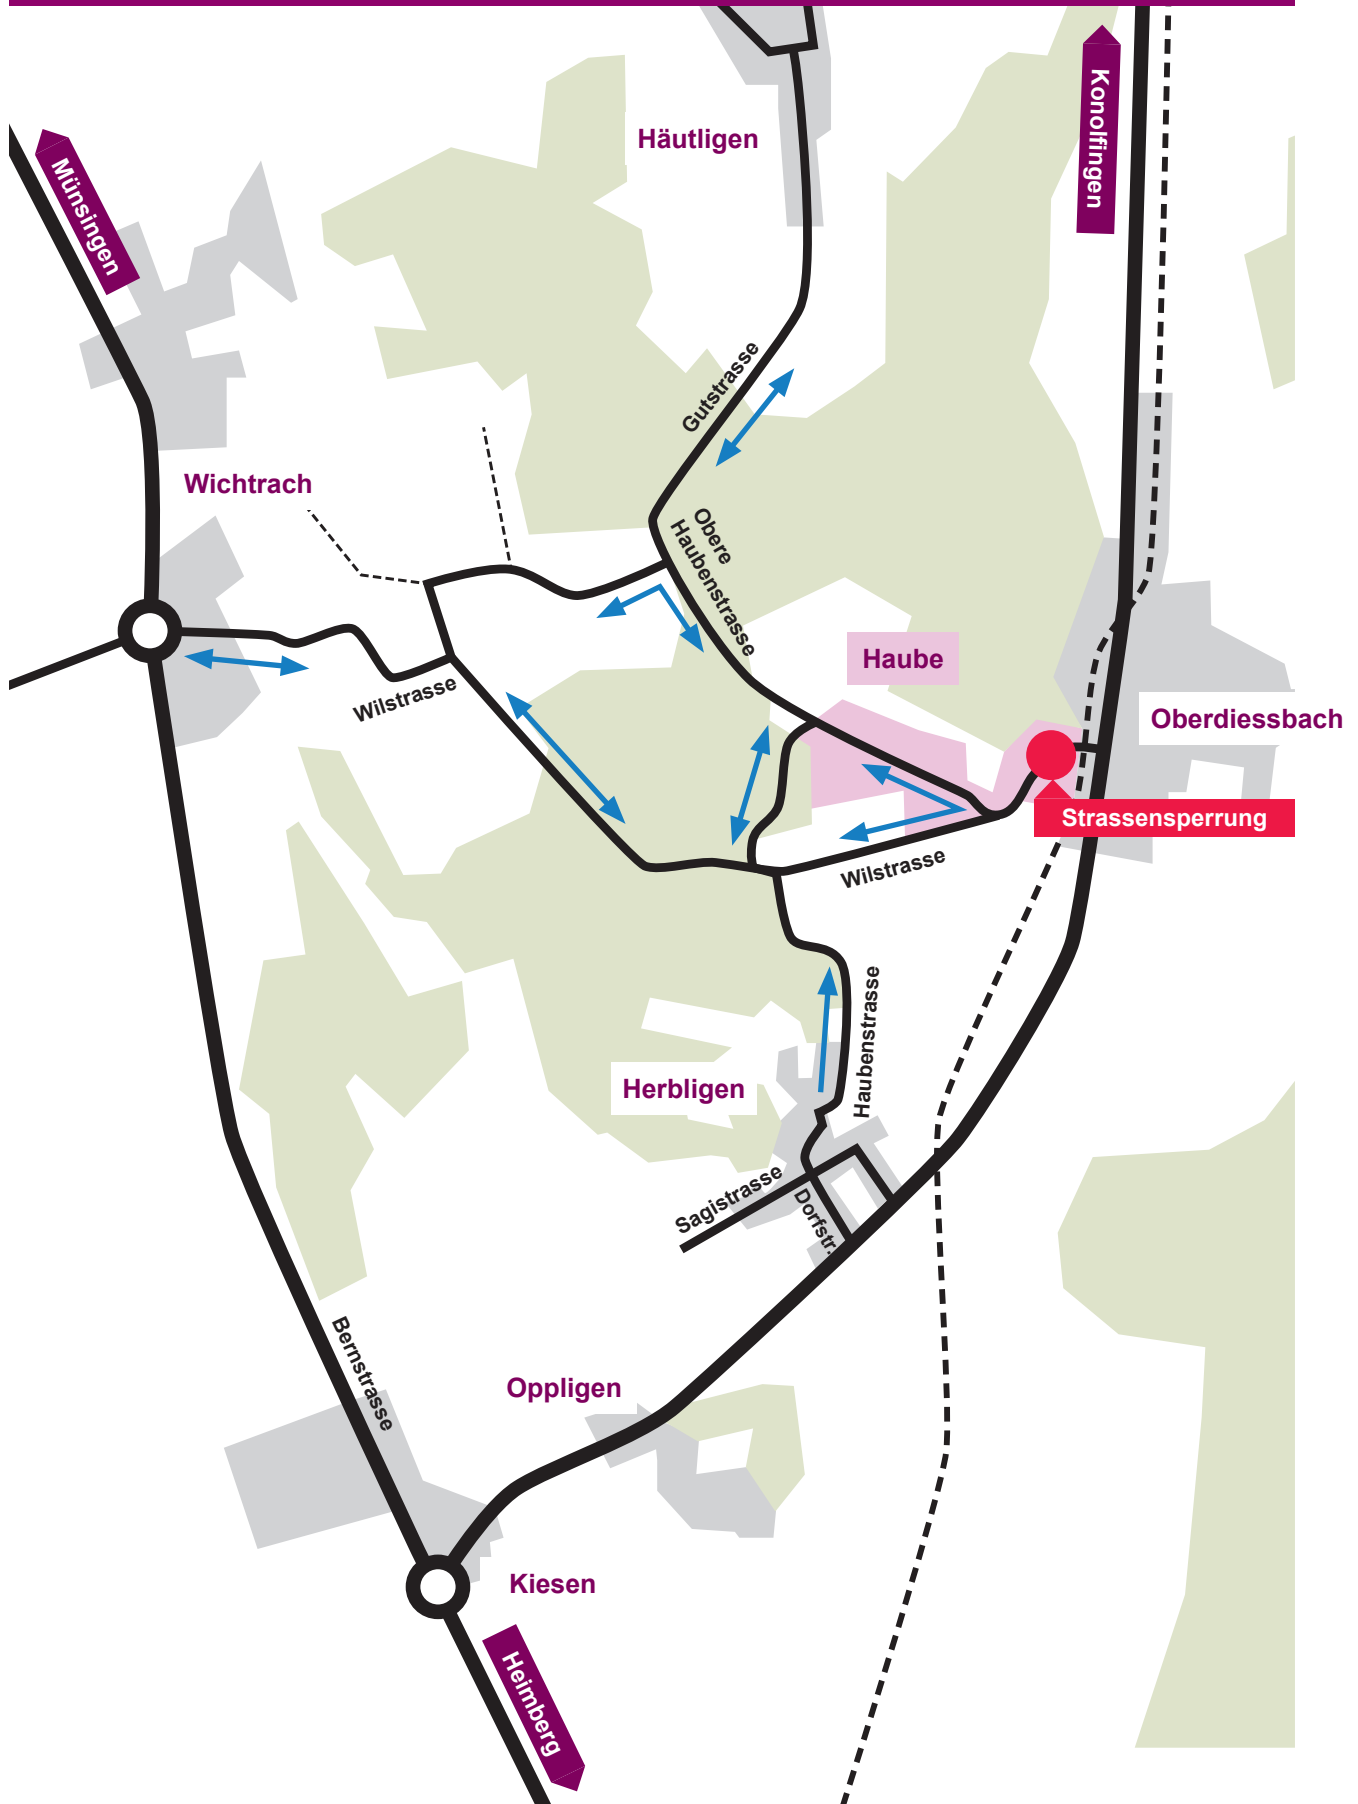 Konolfingen
Häutligen
Münsingen
Gutstrasse
Wichtrach
Obere
Haubenstrasse
Haube
Wilstrasse
Oberdiessbach
Strassensperrung
Wilstrasse
Haubenstrasse
Herbligen
Sagistrasse
Dorfstr.
Bernstrasse
Oppligen
Kiesen
Heimberg